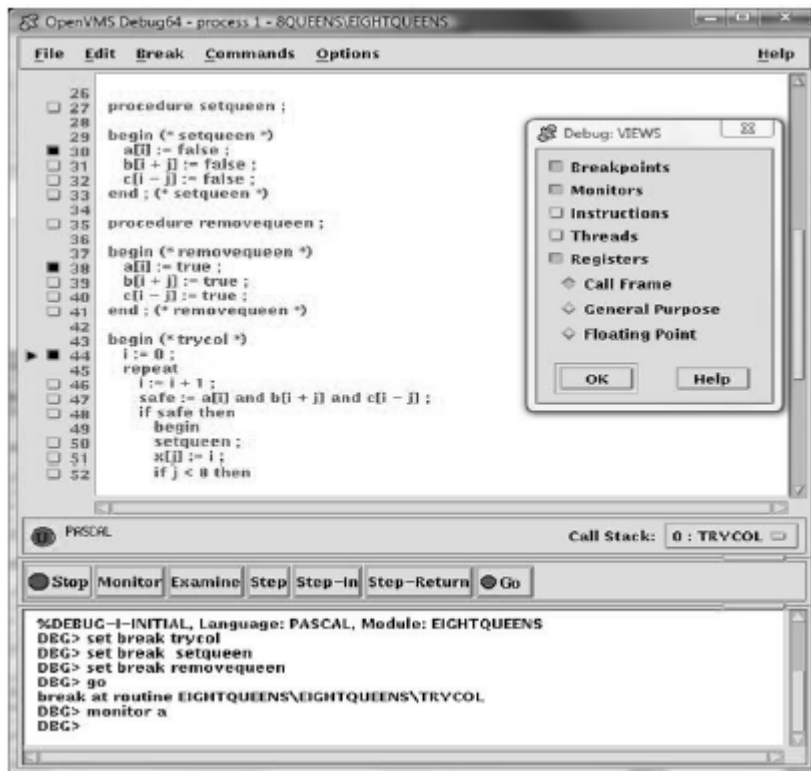 OpenVMS Debug64 - process 1 - 8QUEENS\EIGHTQUEENS
File Edit Break Commands Options Help
26
27 procedure setqueen ;
28
29 begin (* setqueen *)
30 a[i] := false ;
31 b[i + j] := false ;
32 c[i - j] := false ;
33 end ; (* setqueen *)
34
35 procedure removequeen ;
36
37 begin (* removequeen *)
38 a[i] := true ;
39 b[i + j] := true ;
40 c[i - j] := true ;
41 end ; (* removequeen *)
42
43 begin (* trycol *)
44 i := 0 ;
45 repeat
46 i := i + 1 ;
47 safe := a[i] and b[i + j] and c[i - j] ;
48 if safe then
49 begin
50 setqueen ;
51 x[j] := i ;
52 if j < 8 then
Debug: VIEWS
Breakpoints
Monitors
Instructions
Threads
Registers
Call Frame
General Purpose
Floating Point
OK Help
U PASCAL Call Stack: 0 : TRYCOL
Stop Monitor Examine Step Step-In Step-Return Go
%DEBUG-I-INITIAL, Language: PASCAL, Module: EIGHTQUEENS
DBG> set break trycol
DBG> set break setqueen
DBG> set break removequeen
DBG> go
break at routine EIGHTQUEENS\EIGHTQUEENS\TRYCOL
DBG> monitor a
DBG>